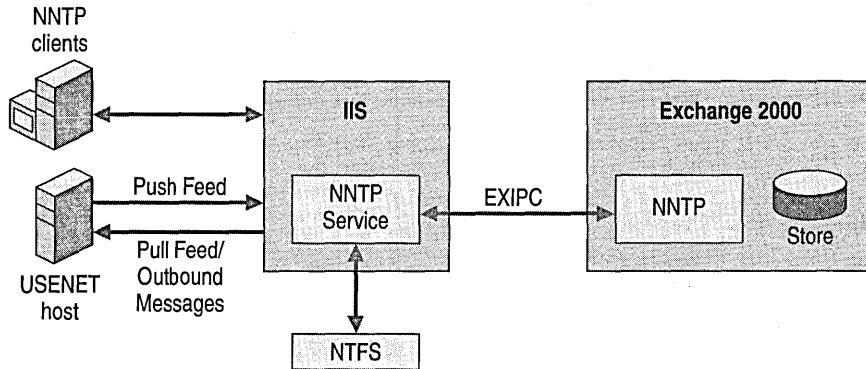 NNTP
clients
IIS
Exchange 2000
Push Feed
NNTP
Service
EXIPC
NNTP
Store
Pull Feed/
Outbound
Messages
USENET
host
NTFS